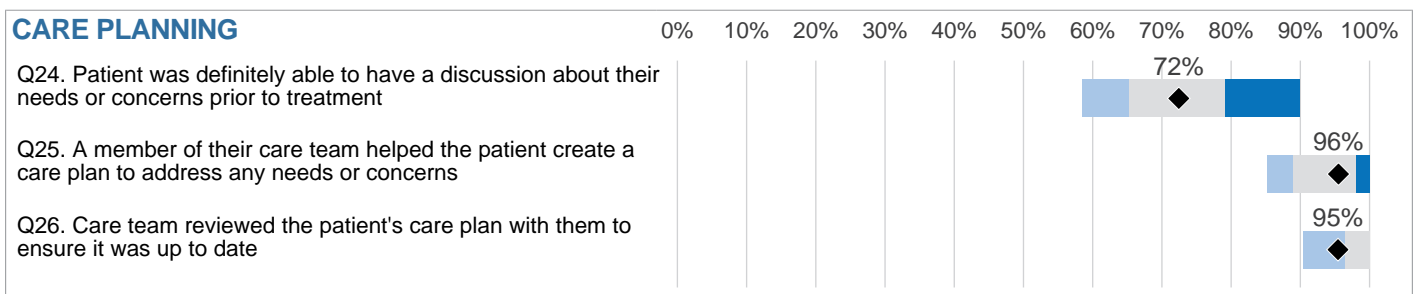 CARE PLANNING 0% 10% 20% 30% 40% 50% 60% 70% 80% 90% 100%
Q24. Patient was definitely able to have a discussion about their
needs or concerns prior to treatment
72%
Q25. A member of their care team helped the patient create a
care plan to address any needs or concerns
96%
Q26. Care team reviewed the patient's care plan with them to
ensure it was up to date
95%